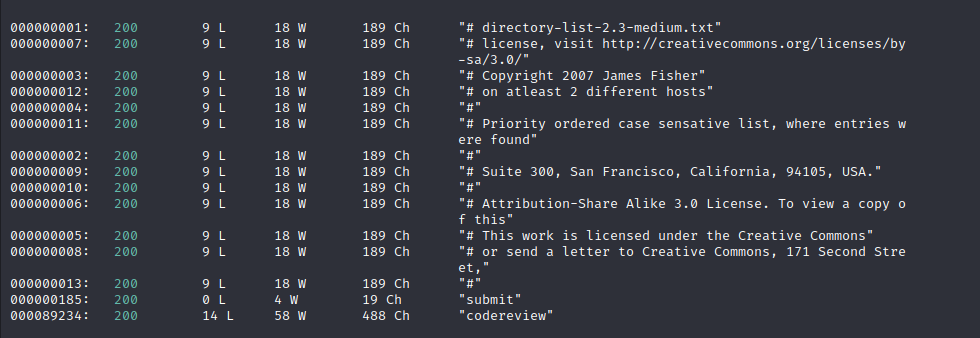 000000001: 200 9 L 18 W 189 Ch "# directory-list-2.3-medium.txt"
000000007: 200 9 L 18 W 189 Ch "# license, visit http://creativecommons.org/licenses/by
-sa/3.0/"
000000003: 200 9 L 18 W 189 Ch "# Copyright 2007 James Fisher"
000000012: 200 9 L 18 W 189 Ch "# on atleast 2 different hosts"
000000004: 200 9 L 18 W 189 Ch "#"
000000011: 200 9 L 18 W 189 Ch "# Priority ordered case sensative list, where entries w
ere found"
000000002: 200 9 L 18 W 189 Ch "#"
000000009: 200 9 L 18 W 189 Ch "# Suite 300, San Francisco, California, 94105, USA."
000000010: 200 9 L 18 W 189 Ch "#"
000000006: 200 9 L 18 W 189 Ch "# Attribution-Share Alike 3.0 License. To view a copy o
f this"
000000005: 200 9 L 18 W 189 Ch "# This work is licensed under the Creative Commons"
000000008: 200 9 L 18 W 189 Ch "# or send a letter to Creative Commons, 171 Second Stre
et,"
000000013: 200 9 L 18 W 189 Ch "#"
000000185: 200 0 L 4 W 19 Ch "submit"
000089234: 200 14 L 58 W 488 Ch "codereview"